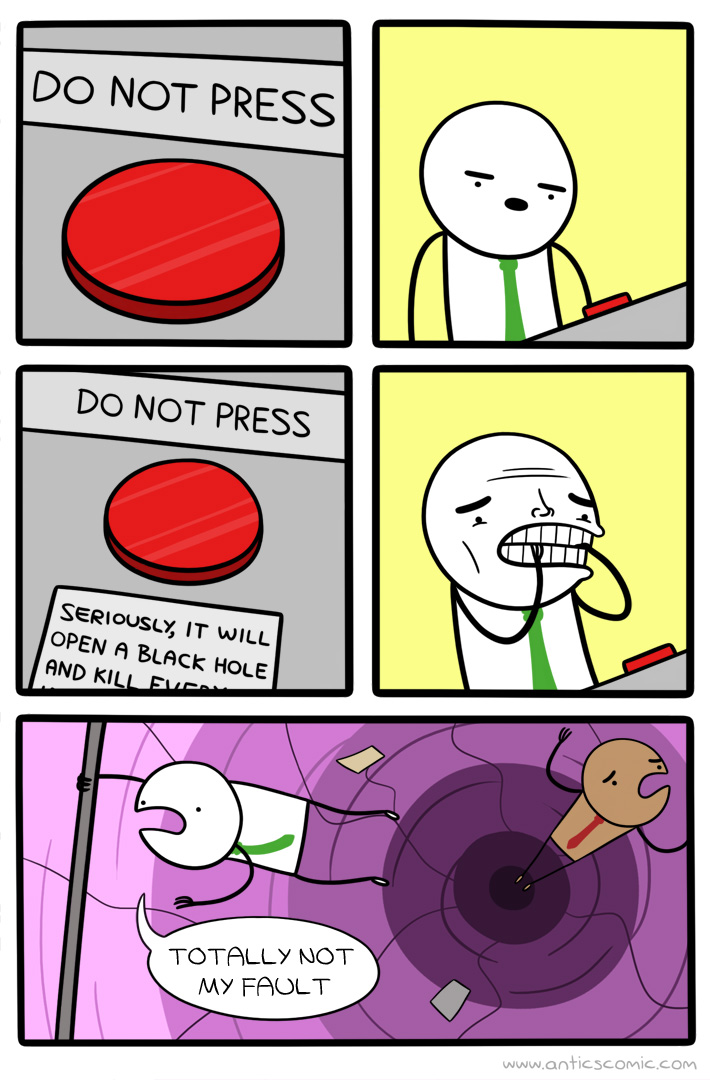 DO NOT PRESS
DO NOT PRESS
SERIOUSLY, IT WILL
OPEN A BLACK HOLE
AND KILL
TOTALLY NOT
MY FAULT
www.anticscomic.com